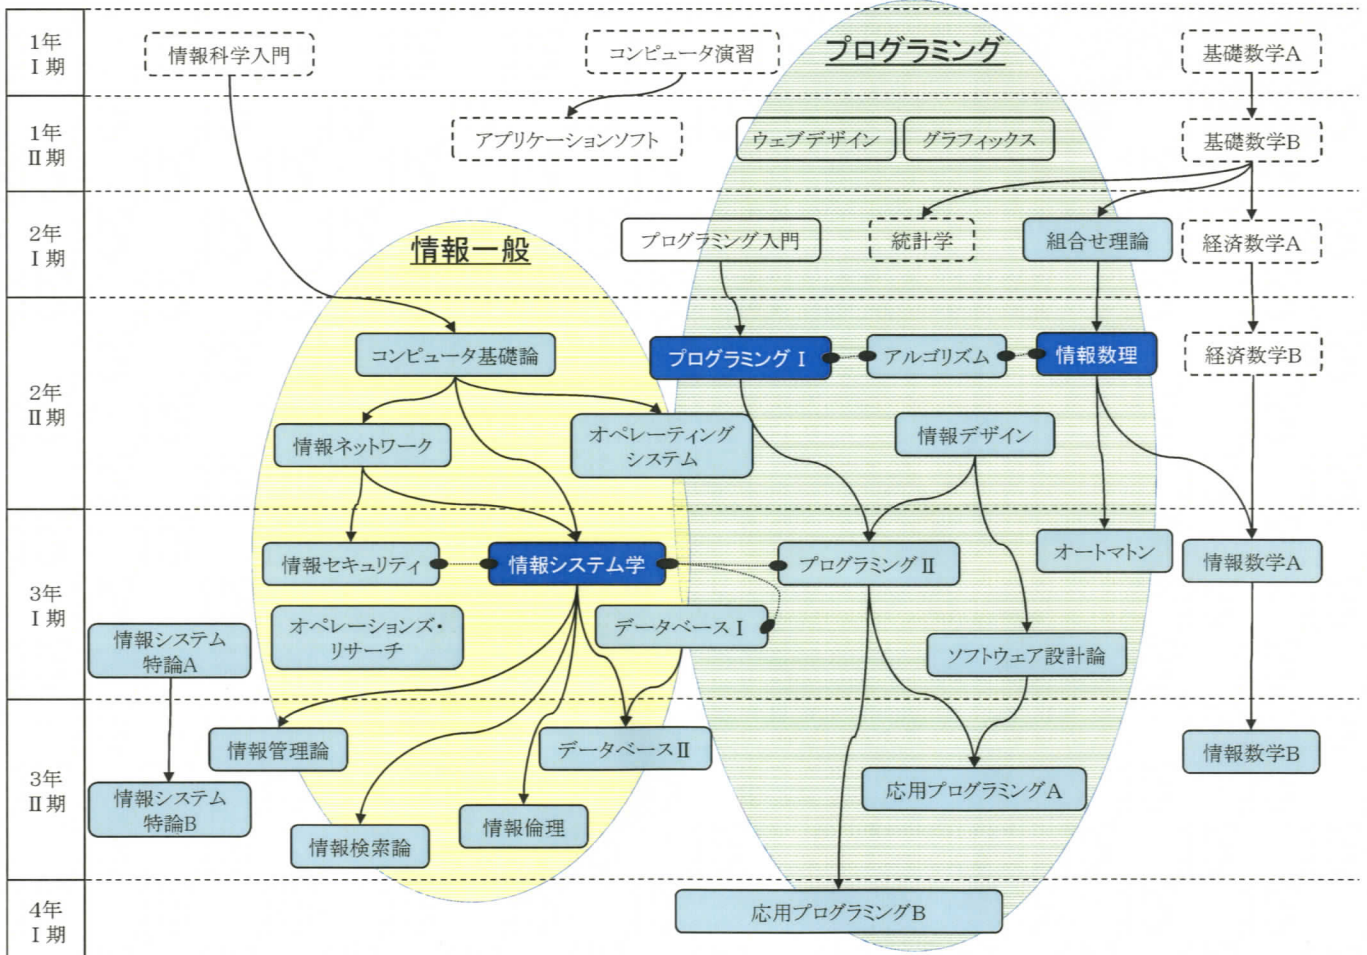 1年
Ⅰ期
情報科学入門
コンピュータ演習
プログラミング
基礎数学A
1年
Ⅱ期
アプリケーションソフト
ウェブデザイン
グラフィックス
基礎数学B
2年
Ⅰ期
情報一般
プログラミング入門
統計学
組合せ理論
経済数学A
2年
Ⅱ期
コンピュータ基礎論
プログラミングⅠ
アルゴリズム
情報数理
経済数学B
情報ネットワーク
オペレーティング
システム
情報デザイン
3年
Ⅰ期
情報セキュリティ
情報システム学
プログラミングⅡ
オートマトン
情報数学A
オペレーションズ・
リサーチ
データベースⅠ
ソフトウェア設計論
情報システム
特論A
3年
Ⅱ期
情報管理論
データベースⅡ
情報数学B
情報システム
特論B
応用プログラミングA
情報検索論
情報倫理
4年
Ⅰ期
応用プログラミングB